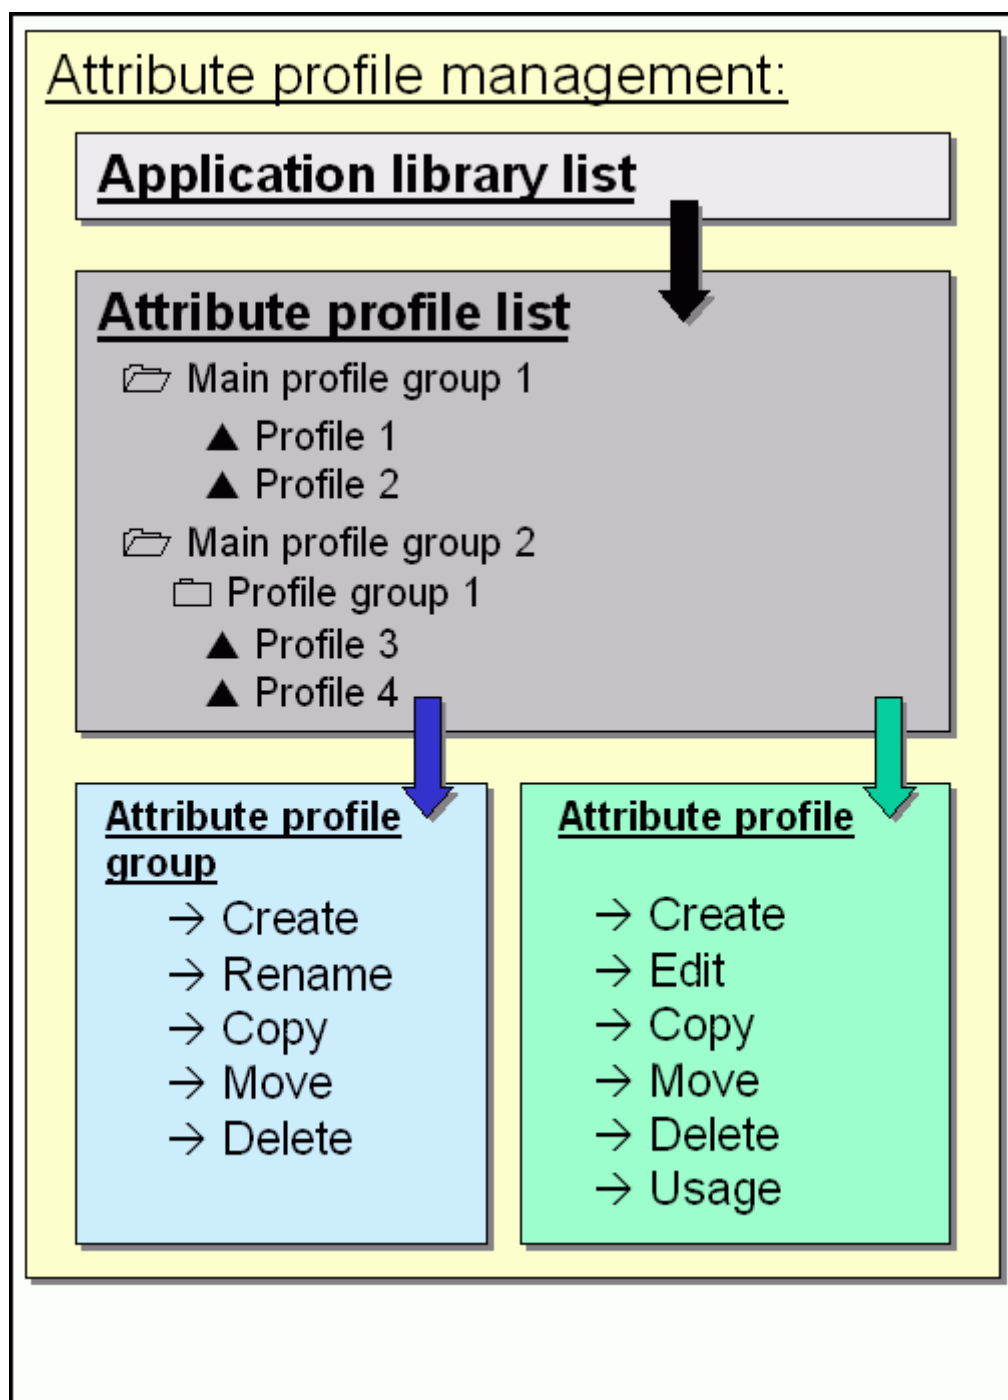 Attribute profile management:
Application library list
Attribute profile list
Main profile group 1
Profile 1
Profile 2
Main profile group 2
Profile group 1
Profile 3
Profile 4
Attribute profile
group
→ Create
→ Rename
→ Copy
→ Move
→ Delete
Attribute profile
→ Create
→ Edit
→ Copy
→ Move
→ Delete
→ Usage